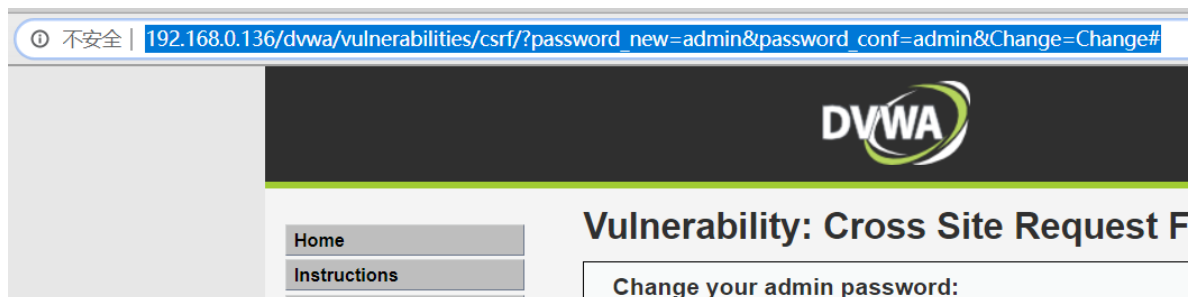 不安全 | 192.168.0.136/dvwa/vulnerabilities/csrf/?password_new=admin&password_conf=admin&Change=Change#
DVWA
Vulnerability: Cross Site Request F
Home
Instructions
Change your admin password: